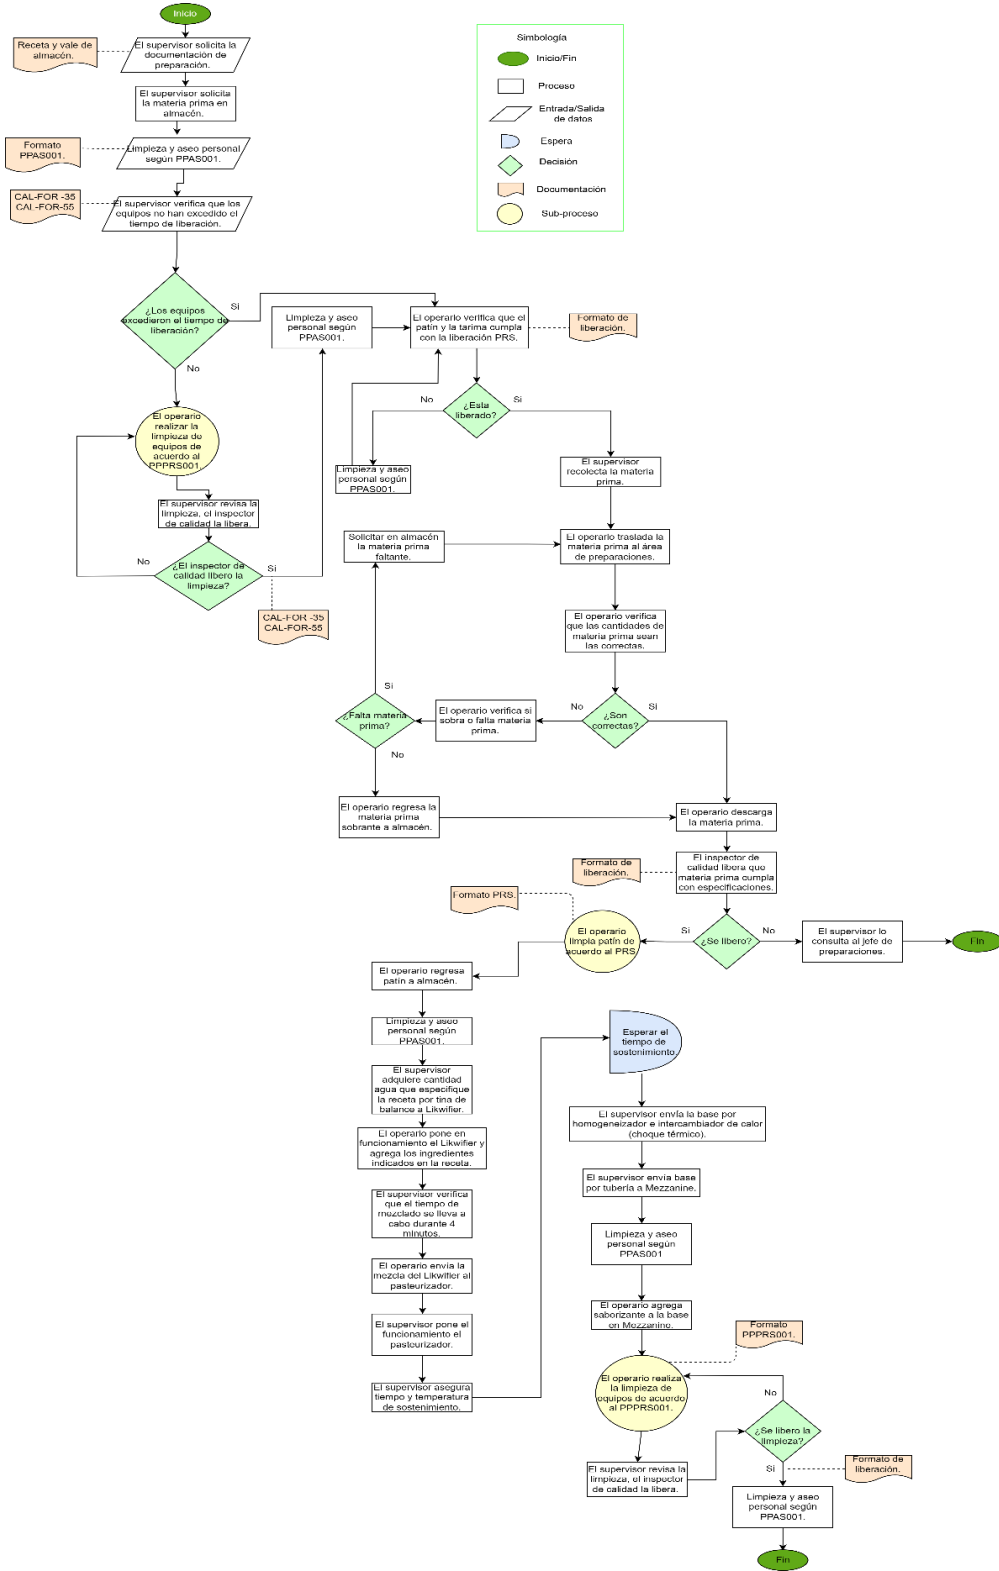 Inicio
Receta y vale de
almacén.
El supervisor solicita la
documentación de
preparación.
El supervisor solicita
la materia prima en
almacén.
Formato
PPAS001.
Limpieza y aseo personal
según PPAS001.
CAL-FOR -35
CAL-FOR-55
El supervisor verifica que los
equipos no han excedido el
tiempo de liberación.
Simbología
Inicio/Fin
Proceso
Entrada/Salida
de datos
Espera
Decisión
Documentación
Sub-proceso
¿Los equipos
excedieron el tiempo de
liberación?
Si
No
Limpieza y aseo
personal según
PPAS001.
El operario verifica que el
patín y la tarima cumpla
con la liberación PRS.
Formato de
liberación.
El operario
realizar la
limpieza de
equipos de
acuerdo al
PPPRS001.
No
¿Esta
liberado?
Si
Limpieza y aseo
personal según
PPAS001.
El supervisor
recolecta la materia
prima.
El supervisor revisa la
limpieza, el inspector
de calidad la libera.
No
¿El inspector de
calidad libero la
limpieza?
Si
CAL-FOR -35
CAL-FOR-55
Solicitar en almacén
la materia prima
faltante.
El operario traslada la
materia prima al área
de preparaciones.
El operario verifica
que las cantidades de
materia prima sean
las correctas.
Si
¿Falta materia
prima?
No
El operario verifica si
sobra o falta materia
prima.
No
¿Son
correctas?
Si
El operario regresa la
materia prima
sobrante a almacén.
El operario descarga
la materia prima.
Formato de
liberación.
El inspector de
calidad libera que
materia prima cumpla
con especificaciones.
Formato PRS.
El operario
limpia patín de
acuerdo al PRS
Si
¿Se libero?
No
El supervisor lo
consulta al jefe de
preparaciones.
Fin
El operario regresa
patín a almacén.
Limpieza y aseo
personal según
PPAS001.
El supervisor
adquiere cantidad
agua que especifique
la receta por tina de
balance a Likwifier.
El operario pone en
funcionamiento el Likwifier y
agrega los ingredientes
indicados en la receta.
El supervisor verifica
que el tiempo de
mezclado se lleva a
cabo durante 4
minutos.
El operario envía la
mezcla del Likwifier al
pasteurizador.
El supervisor pone el
funcionamiento el
pasteurizador.
El supervisor asegura
tiempo y temperatura
de sostenimiento.
Esperar el
tiempo de
sostenimiento.
El supervisor envía la base por
homogeneizador e intercambiador de calor
(choque térmico).
El supervisor envía base
por tubería a Mezzanine.
Limpieza y aseo
personal según
PPAS001
El operario agrega
saborizante a la base
en Mezzanine.
Formato
PPPRS001.
El operario realiza
la limpieza de
equipos de acuerdo
al PPPRS001.
No
¿Se libero la
limpieza?
Si
Formato de
liberación.
El supervisor revisa la
limpieza, el inspector
de calidad la libera.
Limpieza y aseo
personal según
PPAS001.
Fin